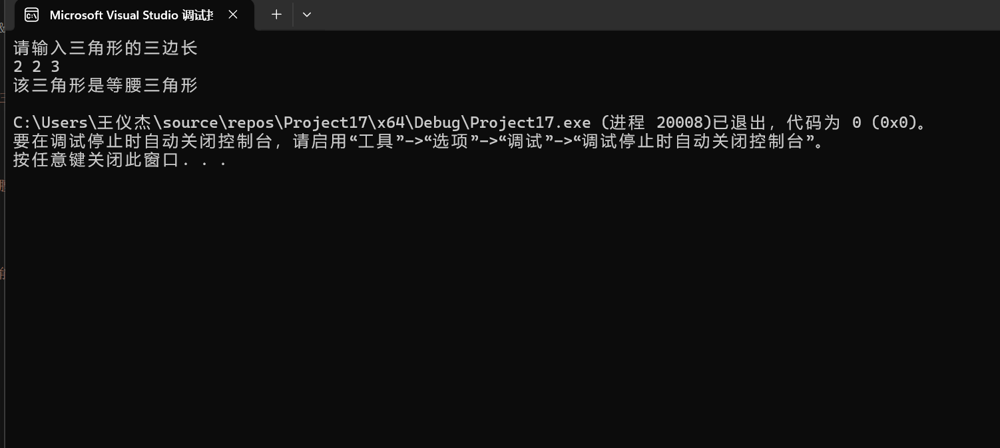 Microsoft Visual Studio 调试
请输入三角形的三边长
2 2 3
该三角形是等腰三角形
C:\Users\王仪杰\source\repos\Project17\x64\Debug\Project17.exe (进程 20008)已退出，代码为 0 (0x0)。
要在调试停止时自动关闭控制台，请启用“工具”->“选项”->“调试”->“调试停止时自动关闭控制台”。
按任意键关闭此窗口. . .